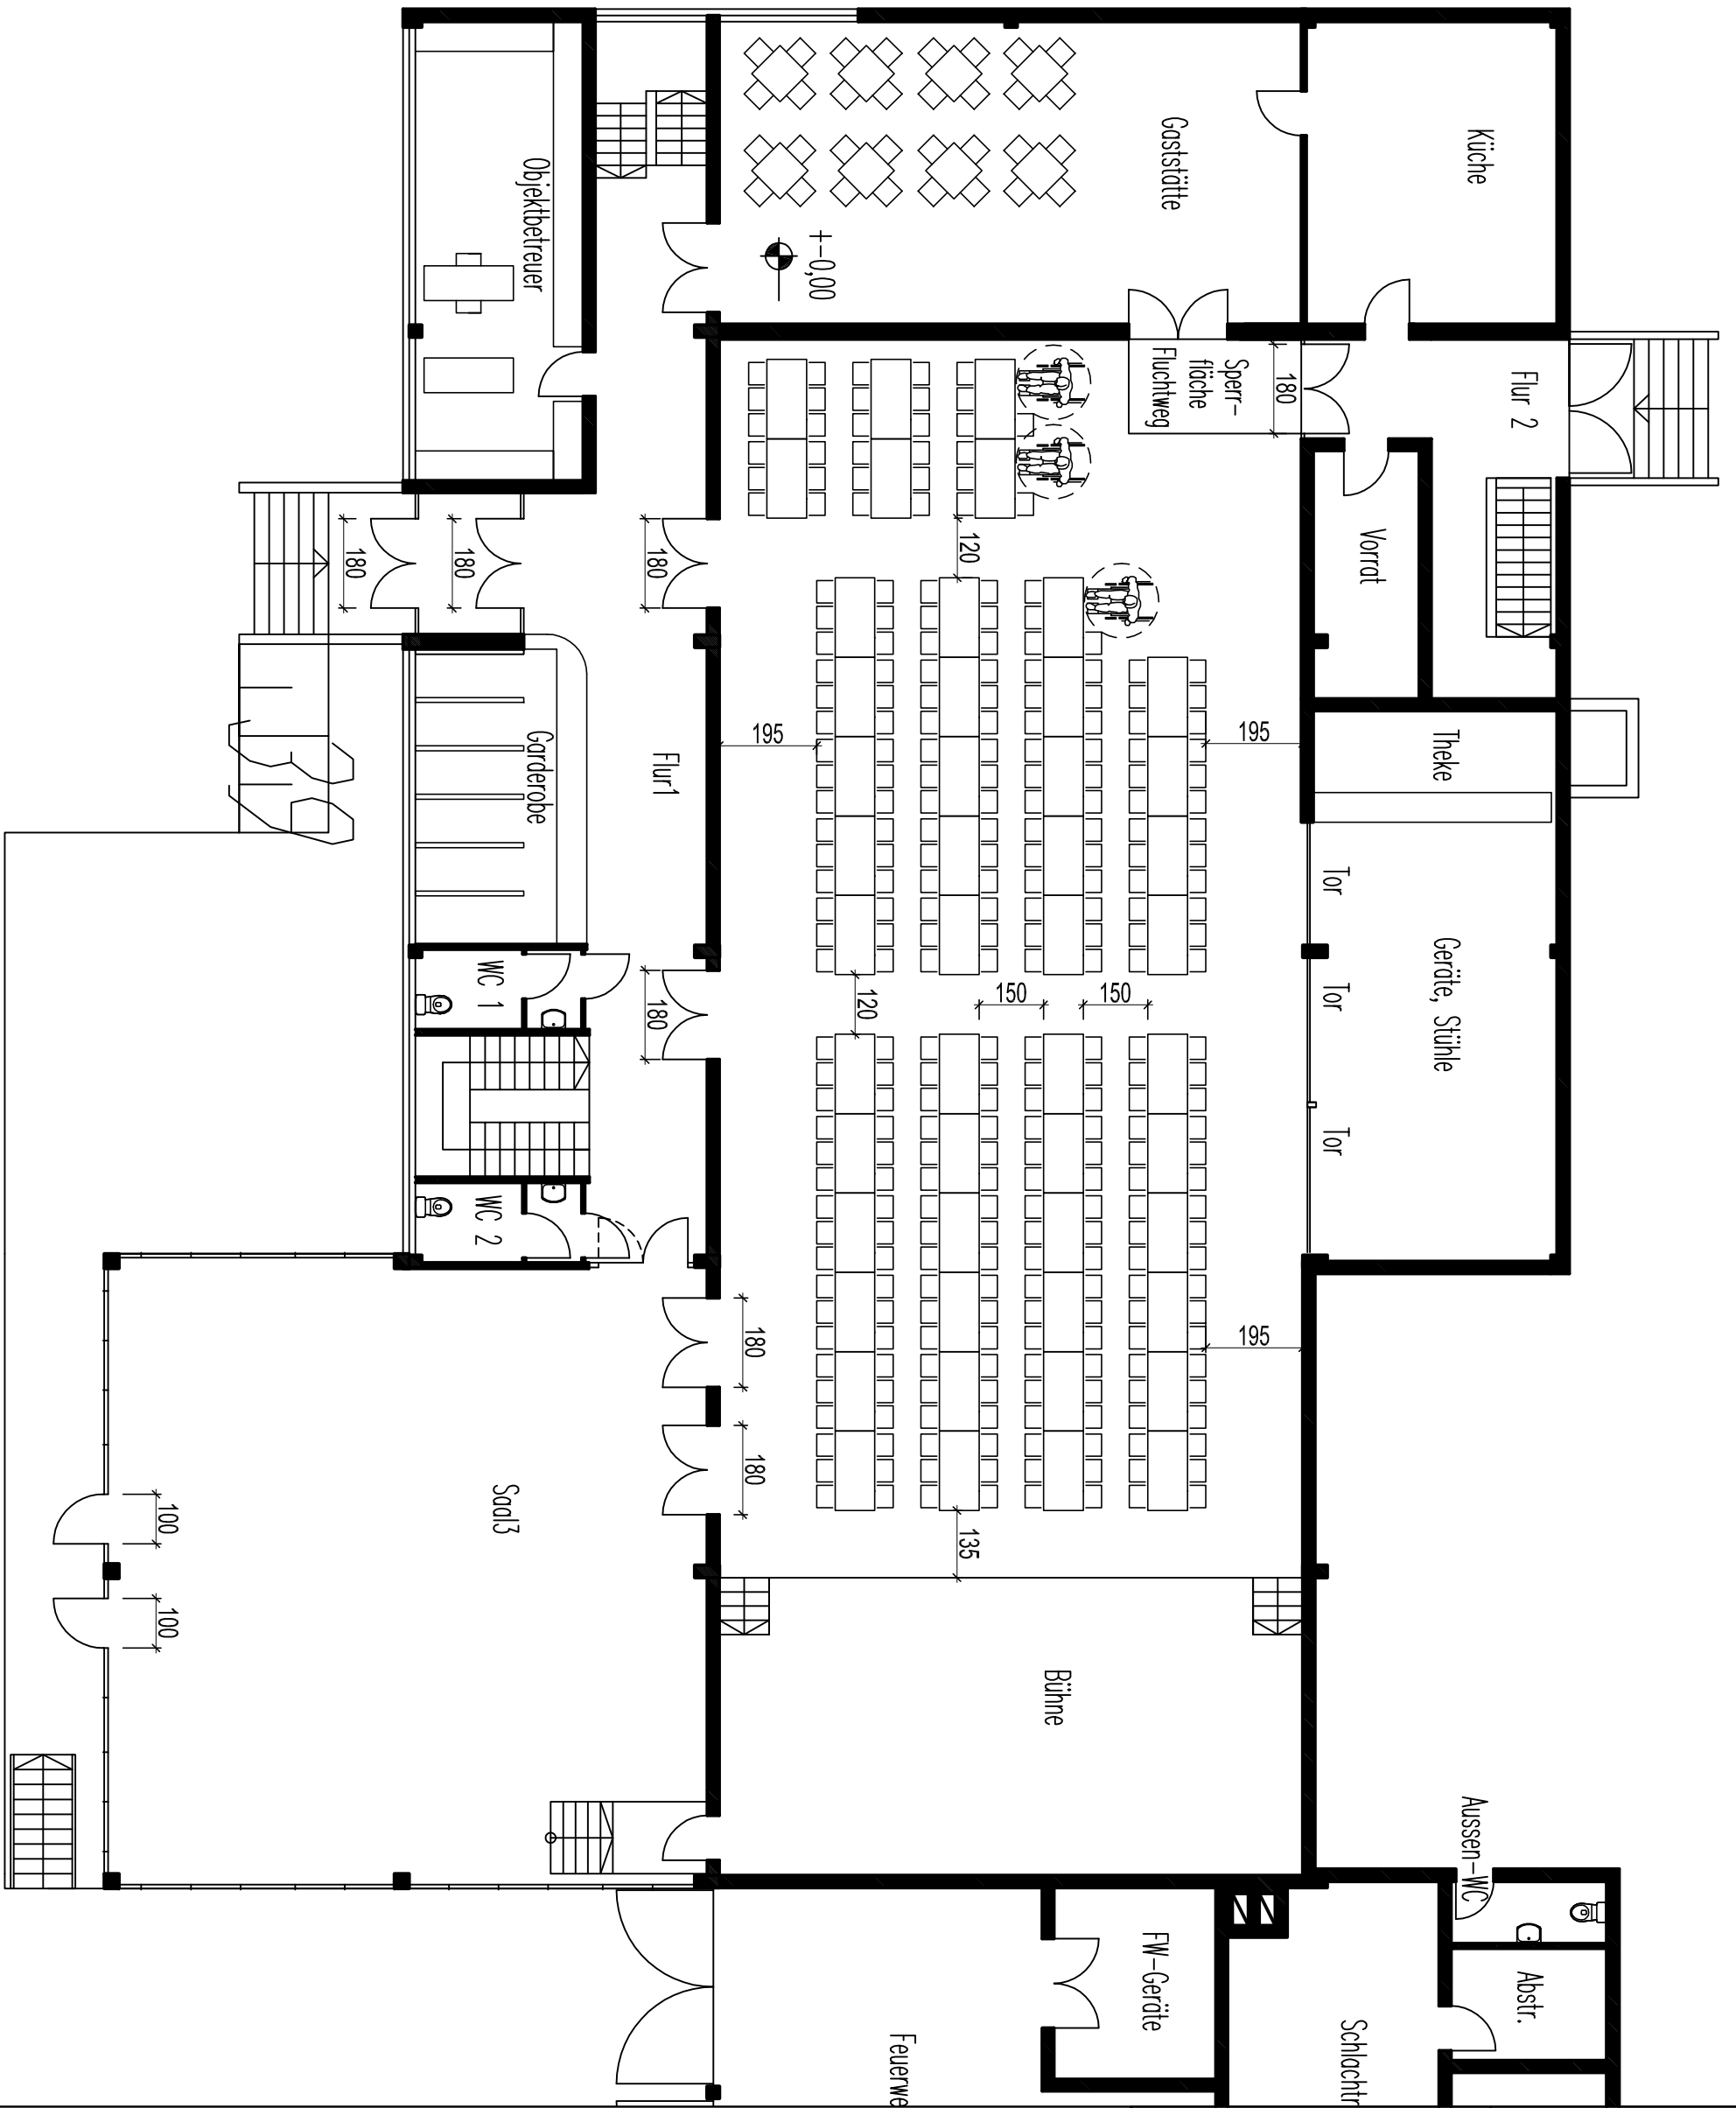 Küche
Gaststätte
Objektbetreuer
+-0,00
Flur 2
Sperr-
fläche
Fluchtweg
180
180
180
180
120
Vorrat
Theke
195
195
Flur1
Garderobe
Tor
Geräte, Stühle
Tor
Tor
WC 1
180
120
150
150
WC 2
180
195
180
135
Saal3
100
100
Bühne
Aussen-WC
FW-Geräte
Abstr.
Schlachtr
Feuerwe